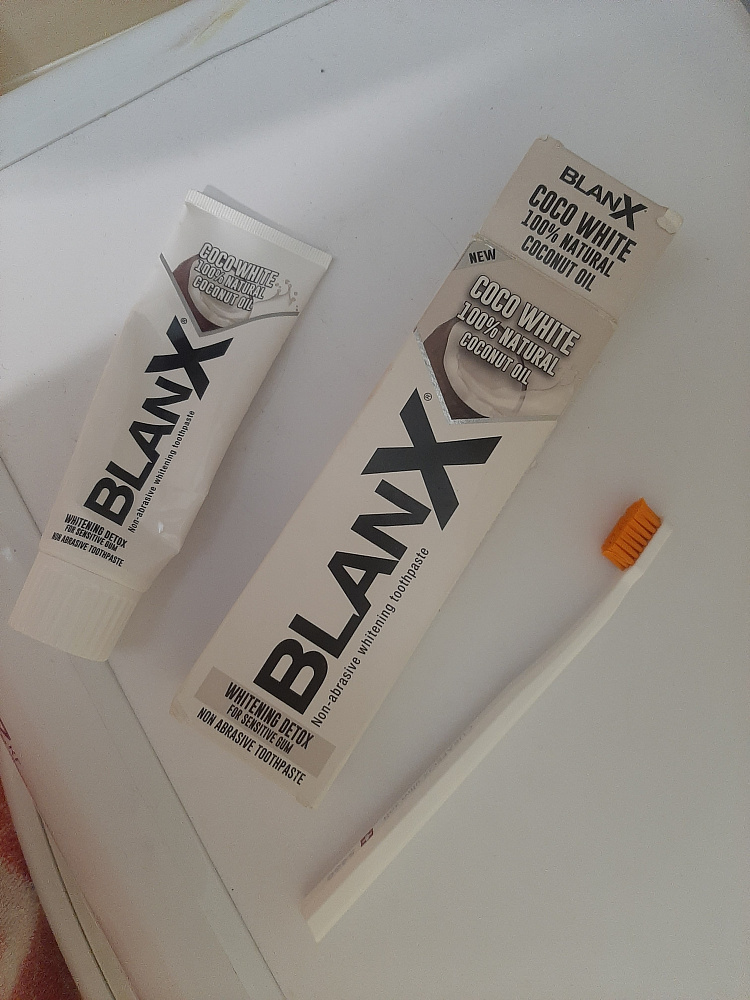 COCO WHITE
100% NATURAL
COCONUT OIL
BLANX®
Non-abrasive whitening toothpaste
WHITENING DETOX
FOR SENSITIVE GUM
NON ABRASIVE TOOTHPASTE
BLANX
COCO WHITE
100% NATURAL
COCONUT OIL
NEW
COCO WHITE
100% NATURAL
COCONUT OIL
BLANX®
Non-abrasive whitening toothpaste
WHITENING DETOX
FOR SENSITIVE GUM
NON ABRASIVE TOOTHPASTE